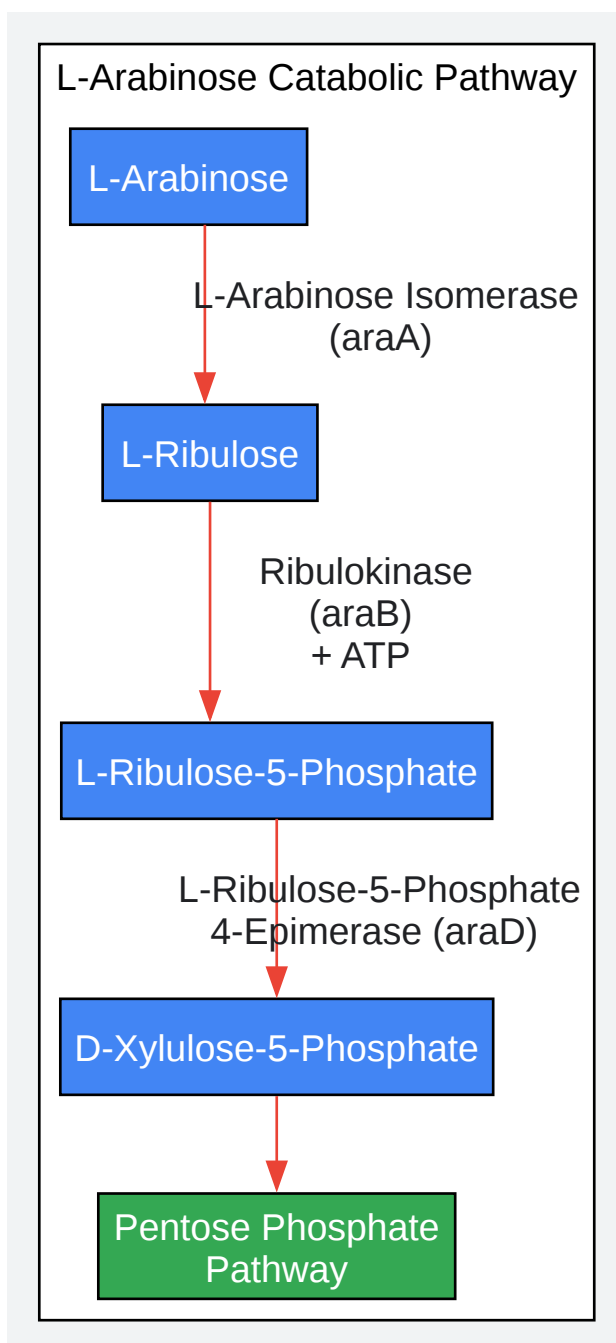 L-Arabinose Catabolic Pathway
L-Arabinose
L-Arabinose Isomerase
(araA)
L-Ribulose
Ribulokinase
(araB)
+ ATP
L-Ribulose-5-Phosphate
L-Ribulose-5-Phosphate
4-Epimerase (araD)
D-Xylulose-5-Phosphate
Pentose Phosphate
Pathway